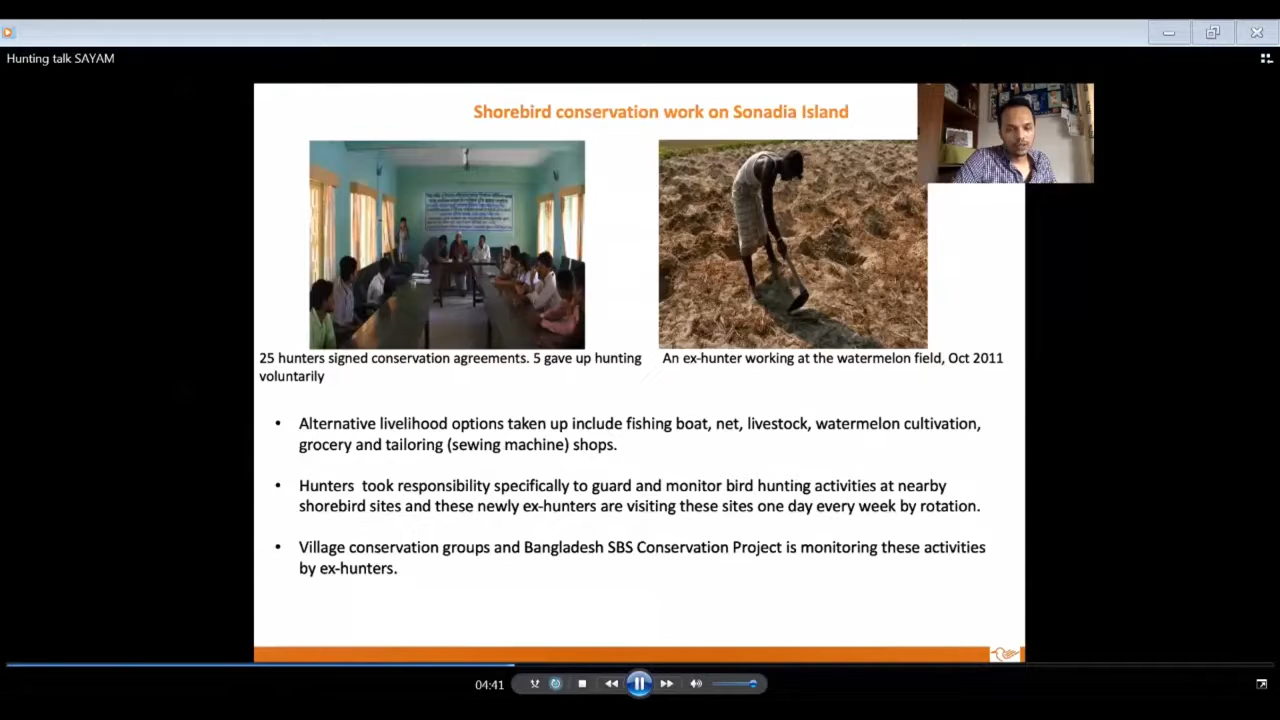 Hunting talk SAYAM
Shorebird conservation work on Sonadia Island
25 hunters signed conservation agreements. 5 gave up hunting
voluntarily
An ex-hunter working at the watermelon field, Oct 2011
• Alternative livelihood options taken up include fishing boat, net, livestock, watermelon cultivation,
grocery and tailoring (sewing machine) shops.
• Hunters took responsibility specifically to guard and monitor bird hunting activities at nearby
shorebird sites and these newly ex-hunters are visiting these sites one day every week by rotation.
• Village conservation groups and Bangladesh SBS Conservation Project is monitoring these activities
by ex-hunters.
04:41